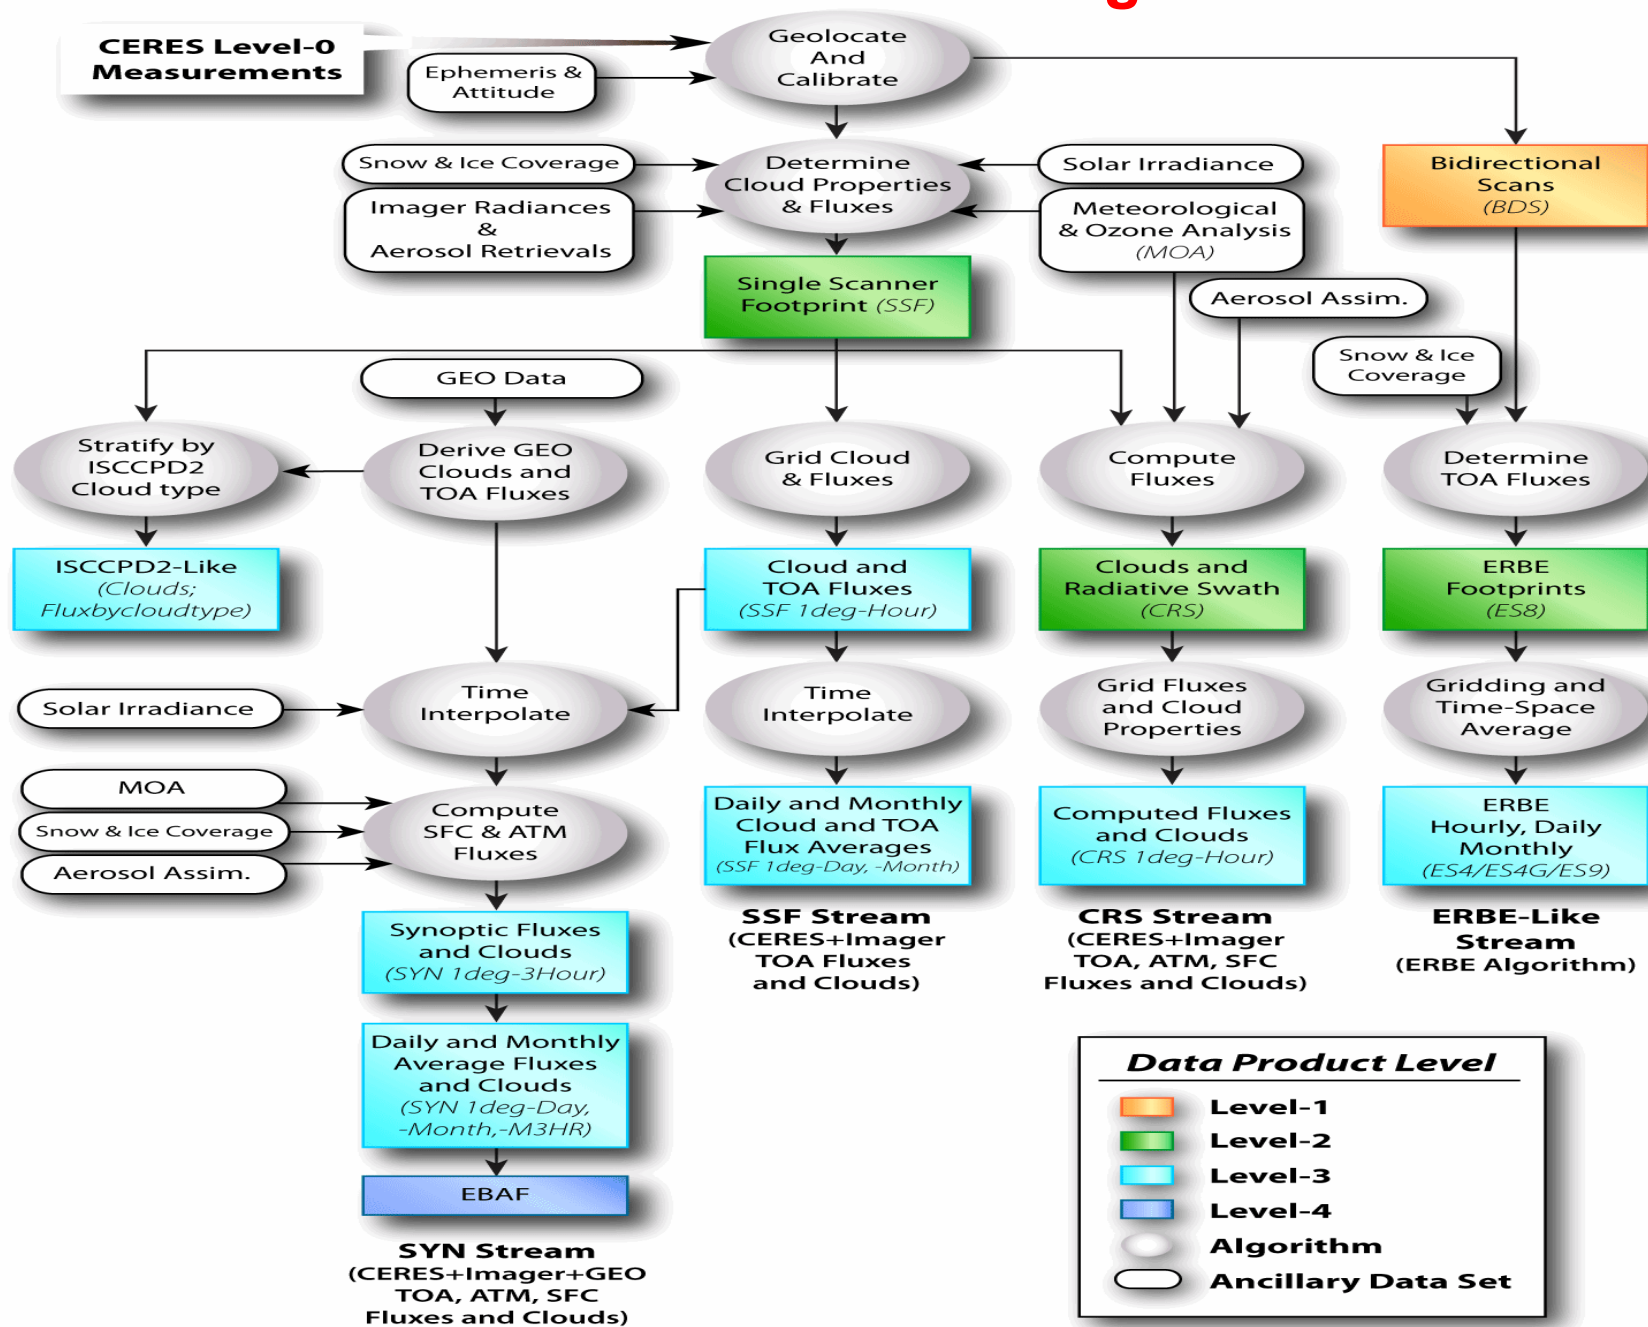 g
CERES Level-0
Measurements
Geolocate
And
Calibrate
Ephemeris &
Attitude
Snow & Ice Coverage
Determine
Cloud Properties
& Fluxes
Solar Irradiance
Bidirectional
Scans
(BDS)
Imager Radiances
&
Aerosol Retrievals
Meteorological
& Ozone Analysis
(MOA)
Single Scanner
Footprint (SSF)
Aerosol Assim.
Snow & Ice
Coverage
GEO Data
Stratify by
ISCCPD2
Cloud type
Derive GEO
Clouds and
TOA Fluxes
Grid Cloud
& Fluxes
Compute
Fluxes
Determine
TOA Fluxes
ISCCPD2-Like
(Clouds;
Fluxbycloudtype)
Cloud and
TOA Fluxes
(SSF 1deg-Hour)
Clouds and
Radiative Swath
(CRS)
ERBE
Footprints
(ES8)
Solar Irradiance
Time
Interpolate
Time
Interpolate
Grid Fluxes
and Cloud
Properties
Gridding and
Time-Space
Average
MOA
Snow & Ice Coverage
Aerosol Assim.
Compute
SFC & ATM
Fluxes
Daily and Monthly
Cloud and TOA
Flux Averages
(SSF 1deg-Day, -Month)
Computed Fluxes
and Clouds
(CRS 1deg-Hour)
ERBE
Hourly, Daily
Monthly
(ES4/ES4G/ES9)
SSF Stream
(CERES+Imager
TOA Fluxes
and Clouds)
CRS Stream
(CERES+Imager
TOA, ATM, SFC
Fluxes and Clouds)
ERBE-Like
Stream
(ERBE Algorithm)
Synoptic Fluxes
and Clouds
(SYN 1deg-3Hour)
Daily and Monthly
Average Fluxes
and Clouds
(SYN 1deg-Day,
-Month,-M3HR)
EBAF
SYN Stream
(CERES+Imager+GEO
TOA, ATM, SFC
Fluxes and Clouds)
Data Product Level
Level-1
Level-2
Level-3
Level-4
Algorithm
Ancillary Data Set